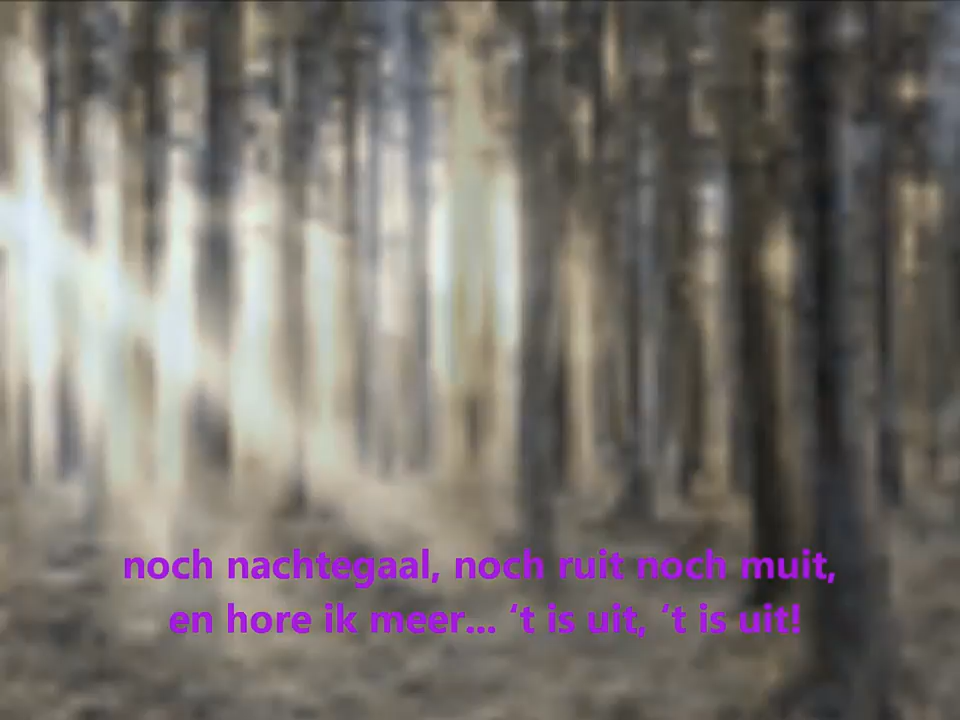 noch nachtegaal, noch ruit noch muit,
en hore ik meer... ‘t is uit, ’t is uit!